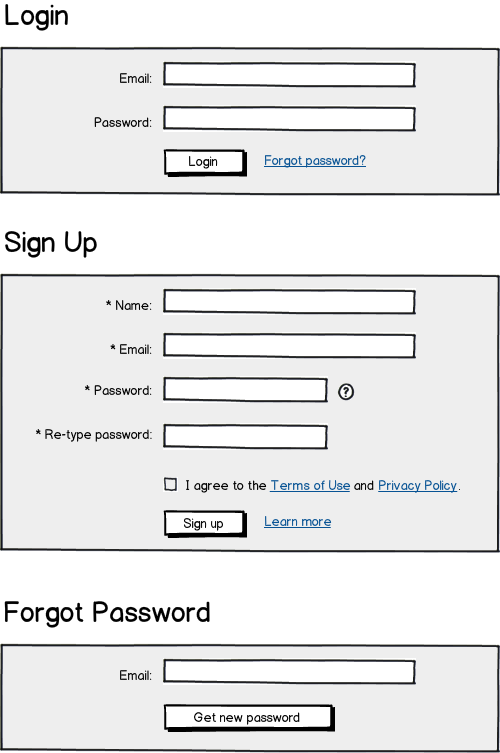 Login
Email:
Password:
Login Forgot password?
Sign Up
* Name:
* Email:
* Password: ?
* Re-type password:
I agree to the Terms of Use and Privacy Policy.
Sign up Learn more
Forgot Password
Email:
Get new password